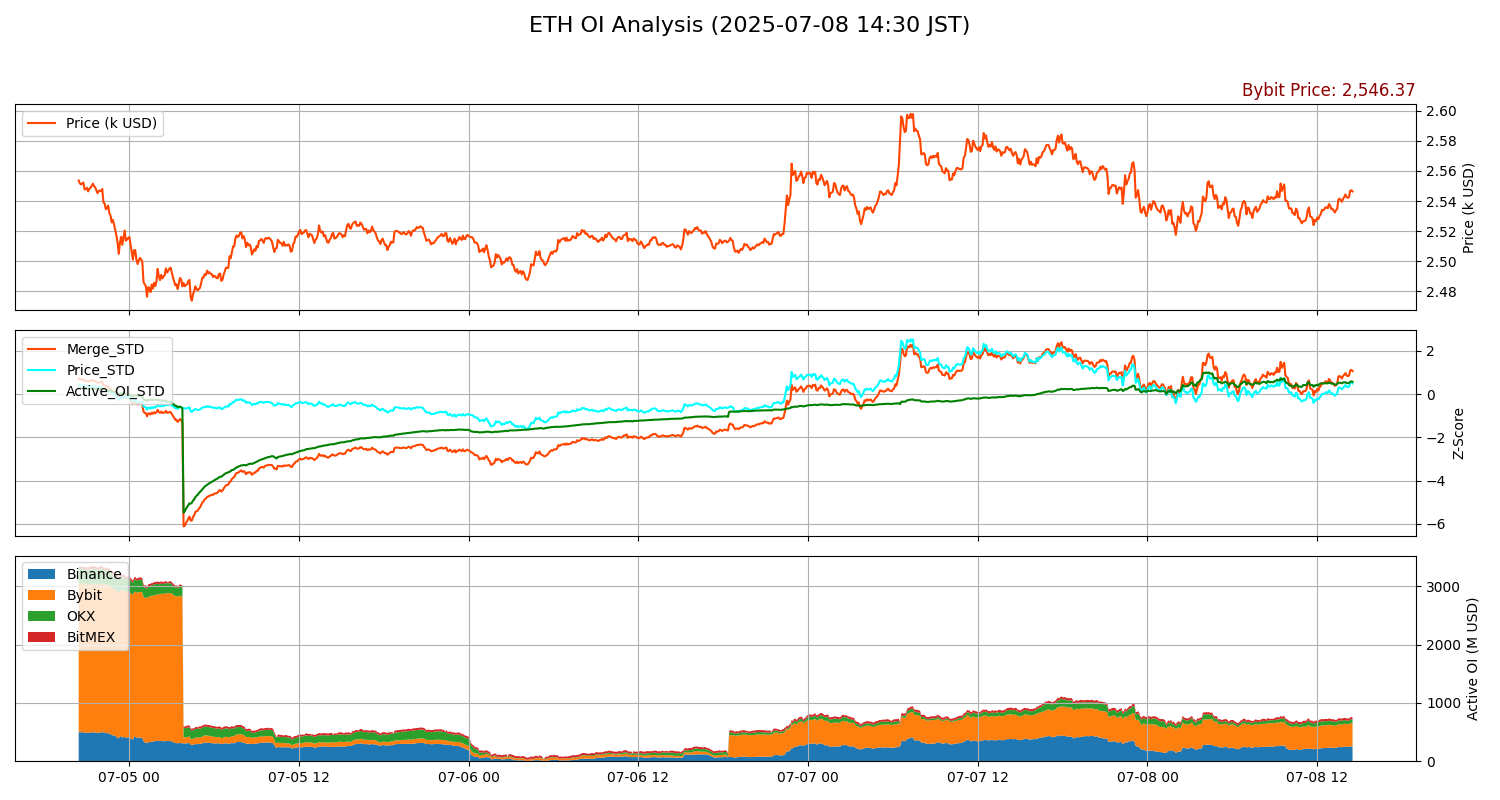 ETH OI Analysis (2025-07-08 14:30 JST)
Bybit Price: 2,546.37
Price (k USD)
2.60
2.58
2.56
2.54
2.52
2.50
2.48
Price (k USD)
Merge_STD
Price_STD
Active_OI_STD
2
0
−2
−4
−6
Z-Score
Binance
Bybit
OKX
BitMEX
3000
2000
1000
0
Active OI (M USD)
07-05 00
07-05 12
07-06 00
07-06 12
07-07 00
07-07 12
07-08 00
07-08 12